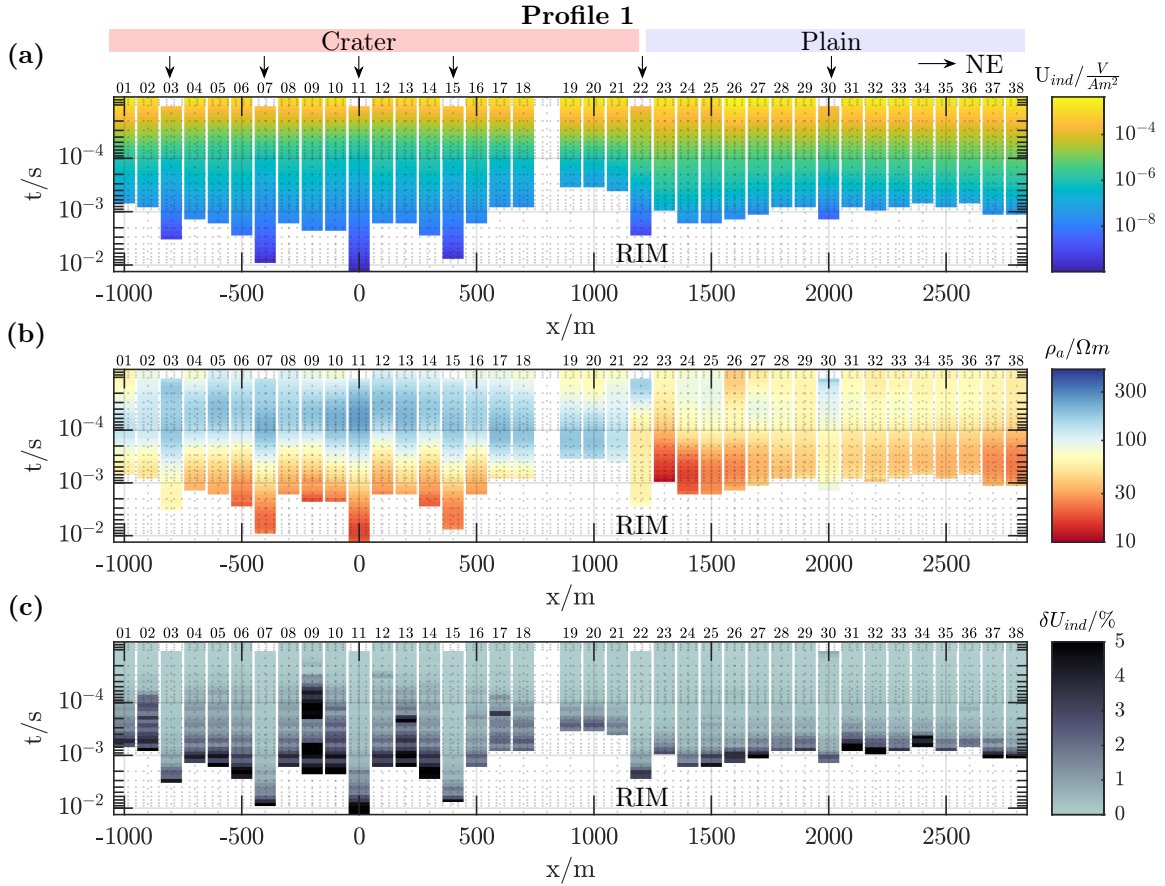 Profile 1
(a)
Crater Plain
NE
01 02 03 04 05 06 07 08 09 10 11 12 13 14 15 16 17 18 19 20 21 22 23 24 25 26 27 28 29 30 31 32 33 34 35 36 37 38
U_ind / V/Am²
t/s
10⁻⁴
10⁻³
10⁻²
RIM
10⁻⁴
10⁻⁶
10⁻⁸
-1000 -500 0 500 1000 1500 2000 2500
x/m
(b)
01 02 03 04 05 06 07 08 09 10 11 12 13 14 15 16 17 18 19 20 21 22 23 24 25 26 27 28 29 30 31 32 33 34 35 36 37 38
ρₐ/Ωm
t/s
10⁻⁴
10⁻³
10⁻²
RIM
300
100
30
10
-1000 -500 0 500 1000 1500 2000 2500
x/m
(c)
01 02 03 04 05 06 07 08 09 10 11 12 13 14 15 16 17 18 19 20 21 22 23 24 25 26 27 28 29 30 31 32 33 34 35 36 37 38
δU_ind/%
t/s
10⁻⁴
10⁻³
10⁻²
RIM
5
4
3
2
1
0
-1000 -500 0 500 1000 1500 2000 2500
x/m